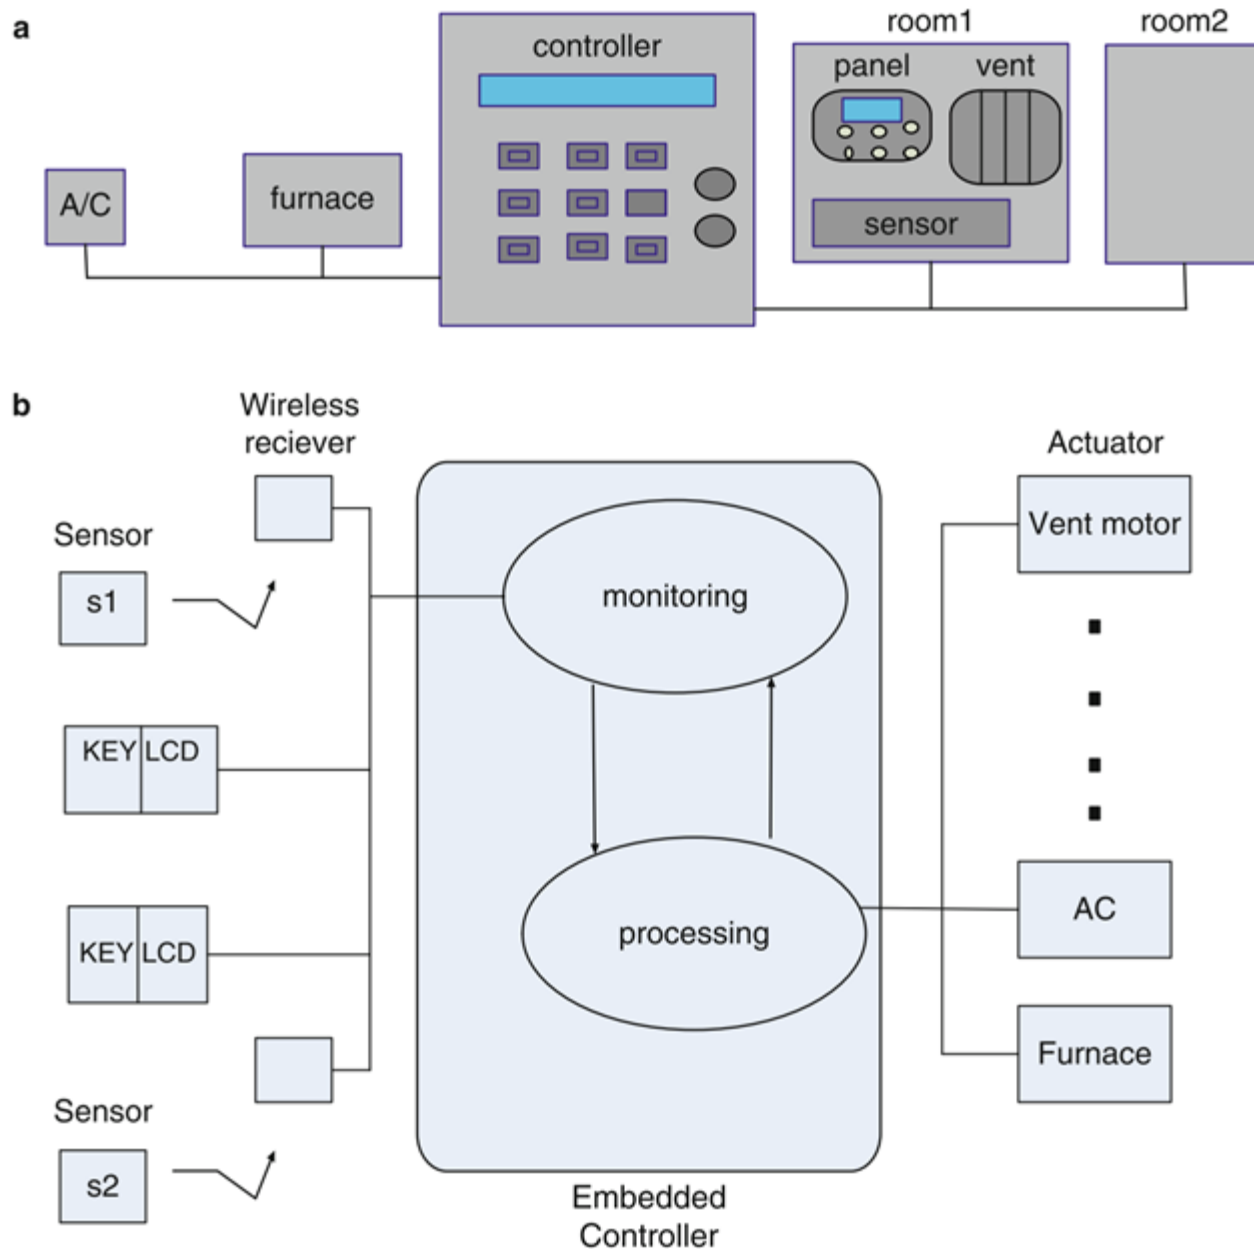 a
controller
room1
room2
panel
vent
A/C
furnace
sensor
b
Wireless
reciever
Actuator
Sensor
Vent motor
s1
monitoring
KEY LCD
AC
processing
KEY LCD
Furnace
Sensor
s2
Embedded
Controller